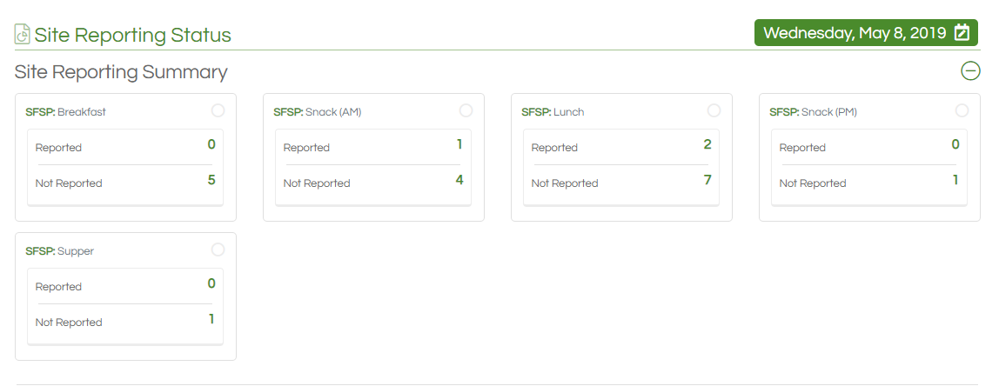 Site Reporting Status
Wednesday, May 8, 2019
Site Reporting Summary
SFSP: Breakfast
Reported 0
Not Reported 5
SFSP: Snack (AM)
Reported 1
Not Reported 4
SFSP: Lunch
Reported 2
Not Reported 7
SFSP: Snack (PM)
Reported 0
Not Reported 1
SFSP: Supper
Reported 0
Not Reported 1